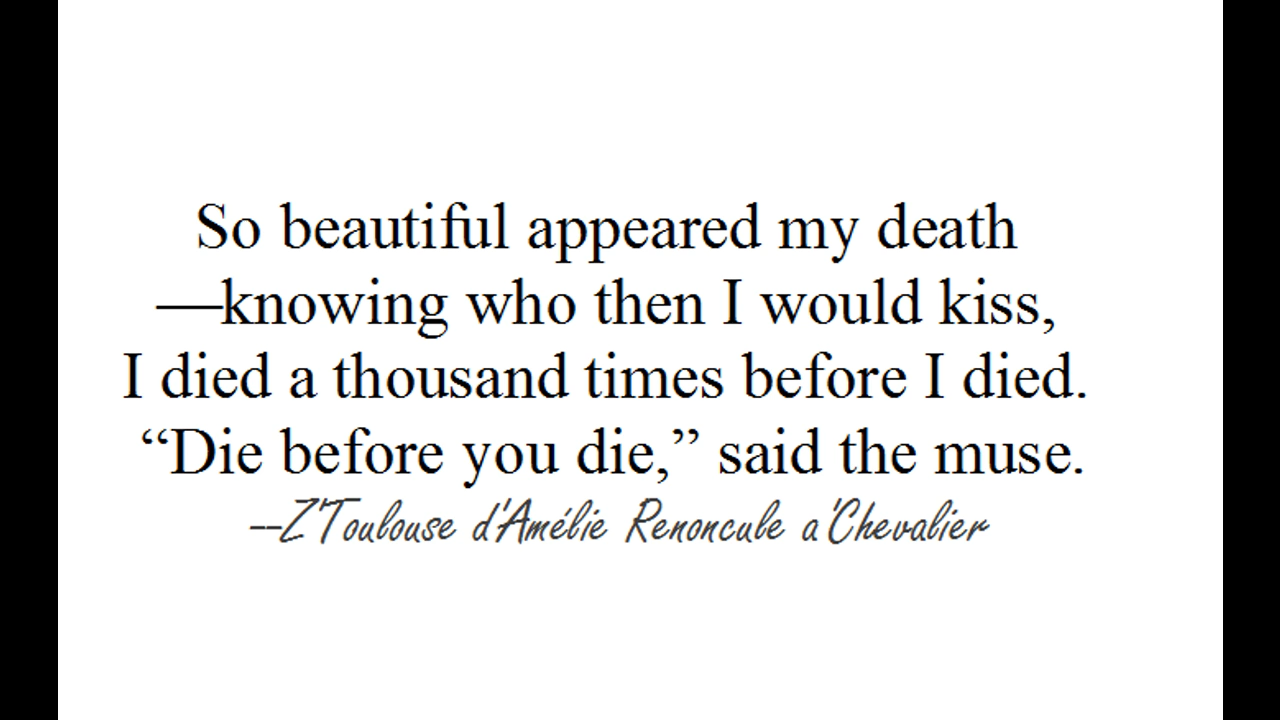 So beautiful appeared my death
—knowing who then I would kiss,
I died a thousand times before I died.
“Die before you die,” said the muse.
--Z'Toulouse d'Amélie Renoncule a'Chevalier